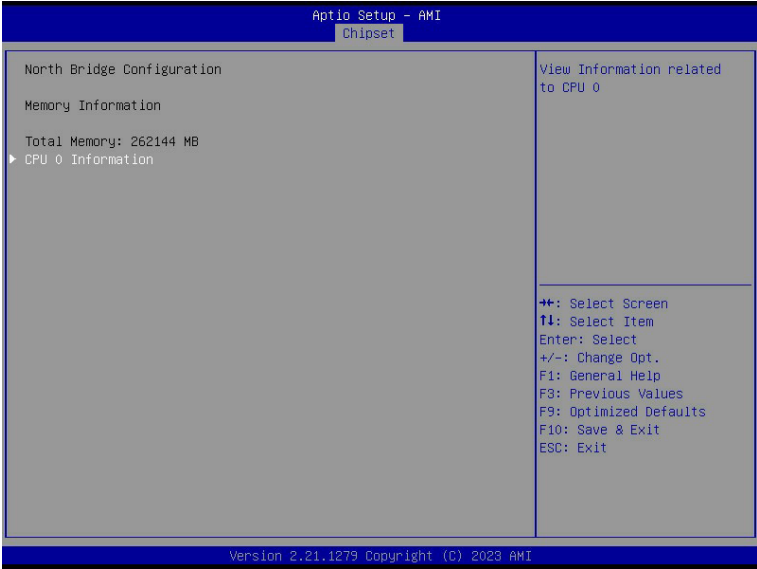 Aptio Setup – AMI
Chipset
North Bridge Configuration
Memory Information
Total Memory: 262144 MB
▶ CPU 0 Information
View Information related
to CPU 0
→←: Select Screen
↑↓: Select Item
Enter: Select
+/-: Change Opt.
F1: General Help
F3: Previous Values
F9: Optimized Defaults
F10: Save & Exit
ESC: Exit
Version 2.21.1279 Copyright (C) 2023 AMI